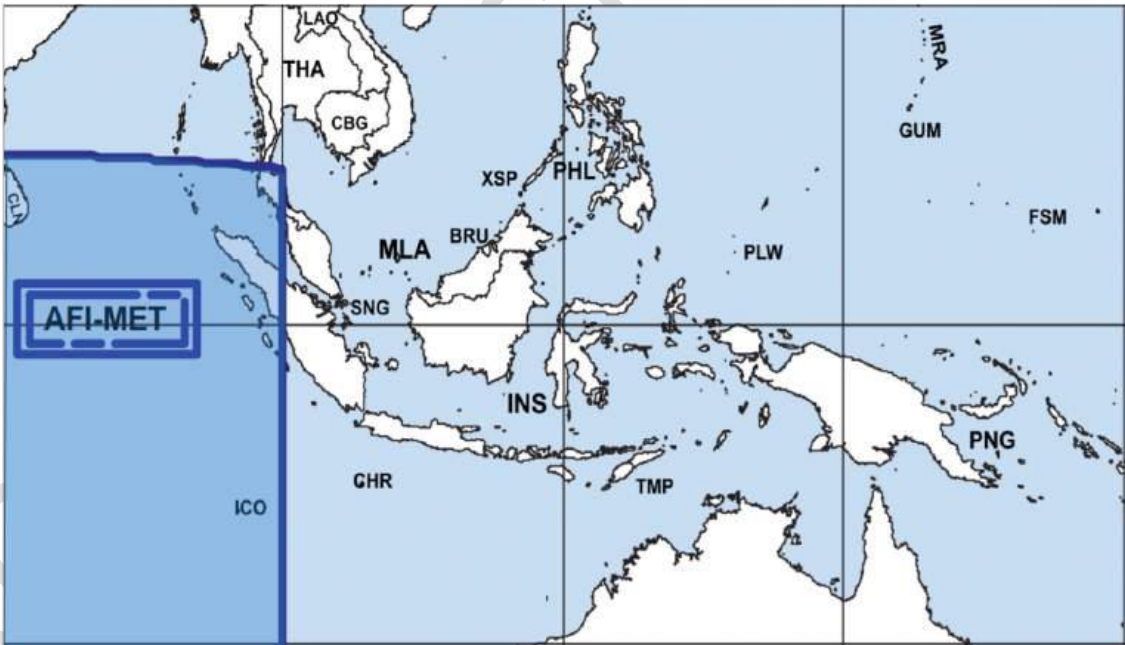 LAO
MRA
THA
CBG
GUM
XSP
PHL
CLN
FSM
BRU
MLA
PLW
SNG
AFI-MET
INS
PNG
CHR
TMP
ICO